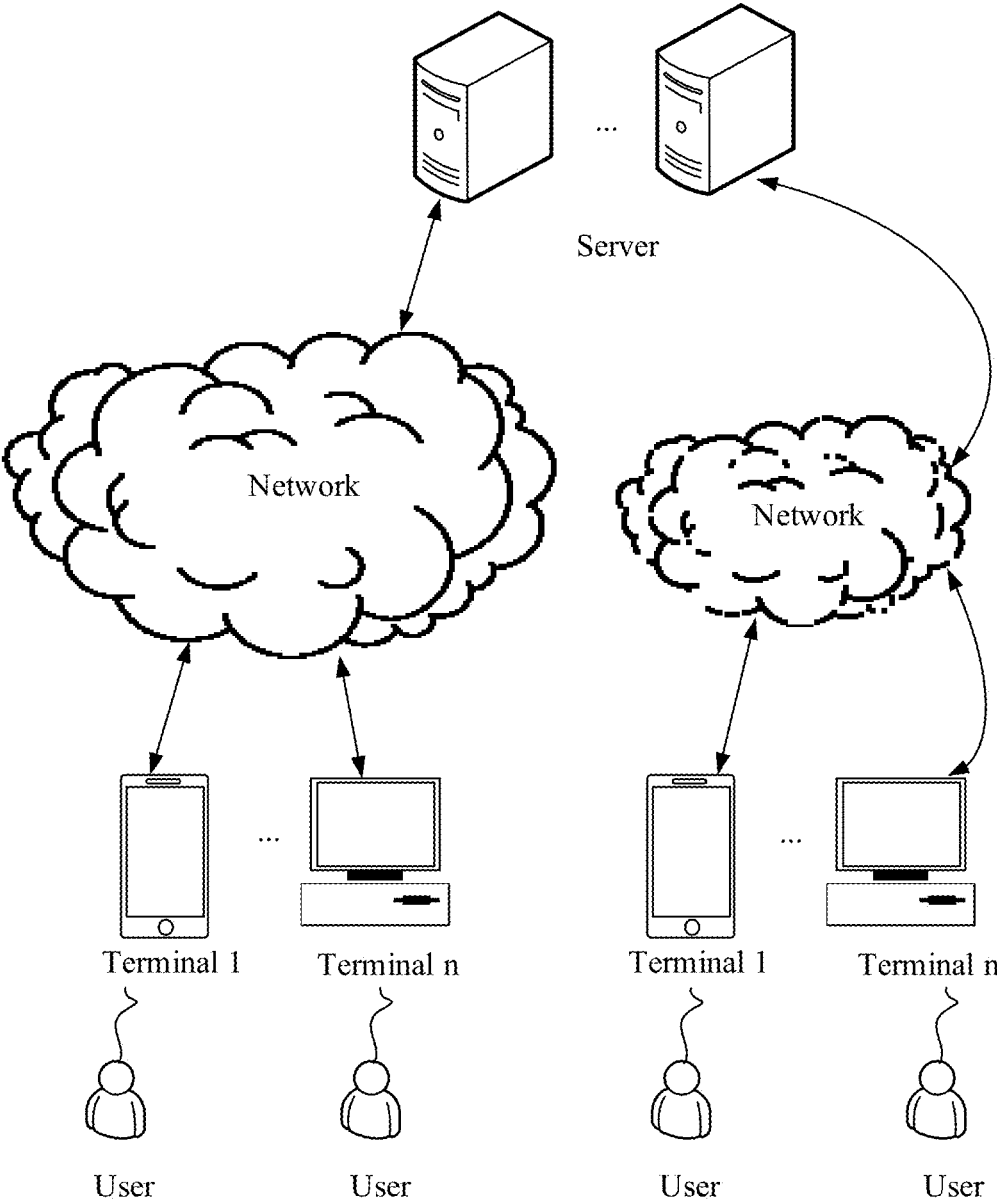 ...
Server
Network
Network
...
...
Terminal 1
Terminal n
Terminal 1
Terminal n
User
User
User
User